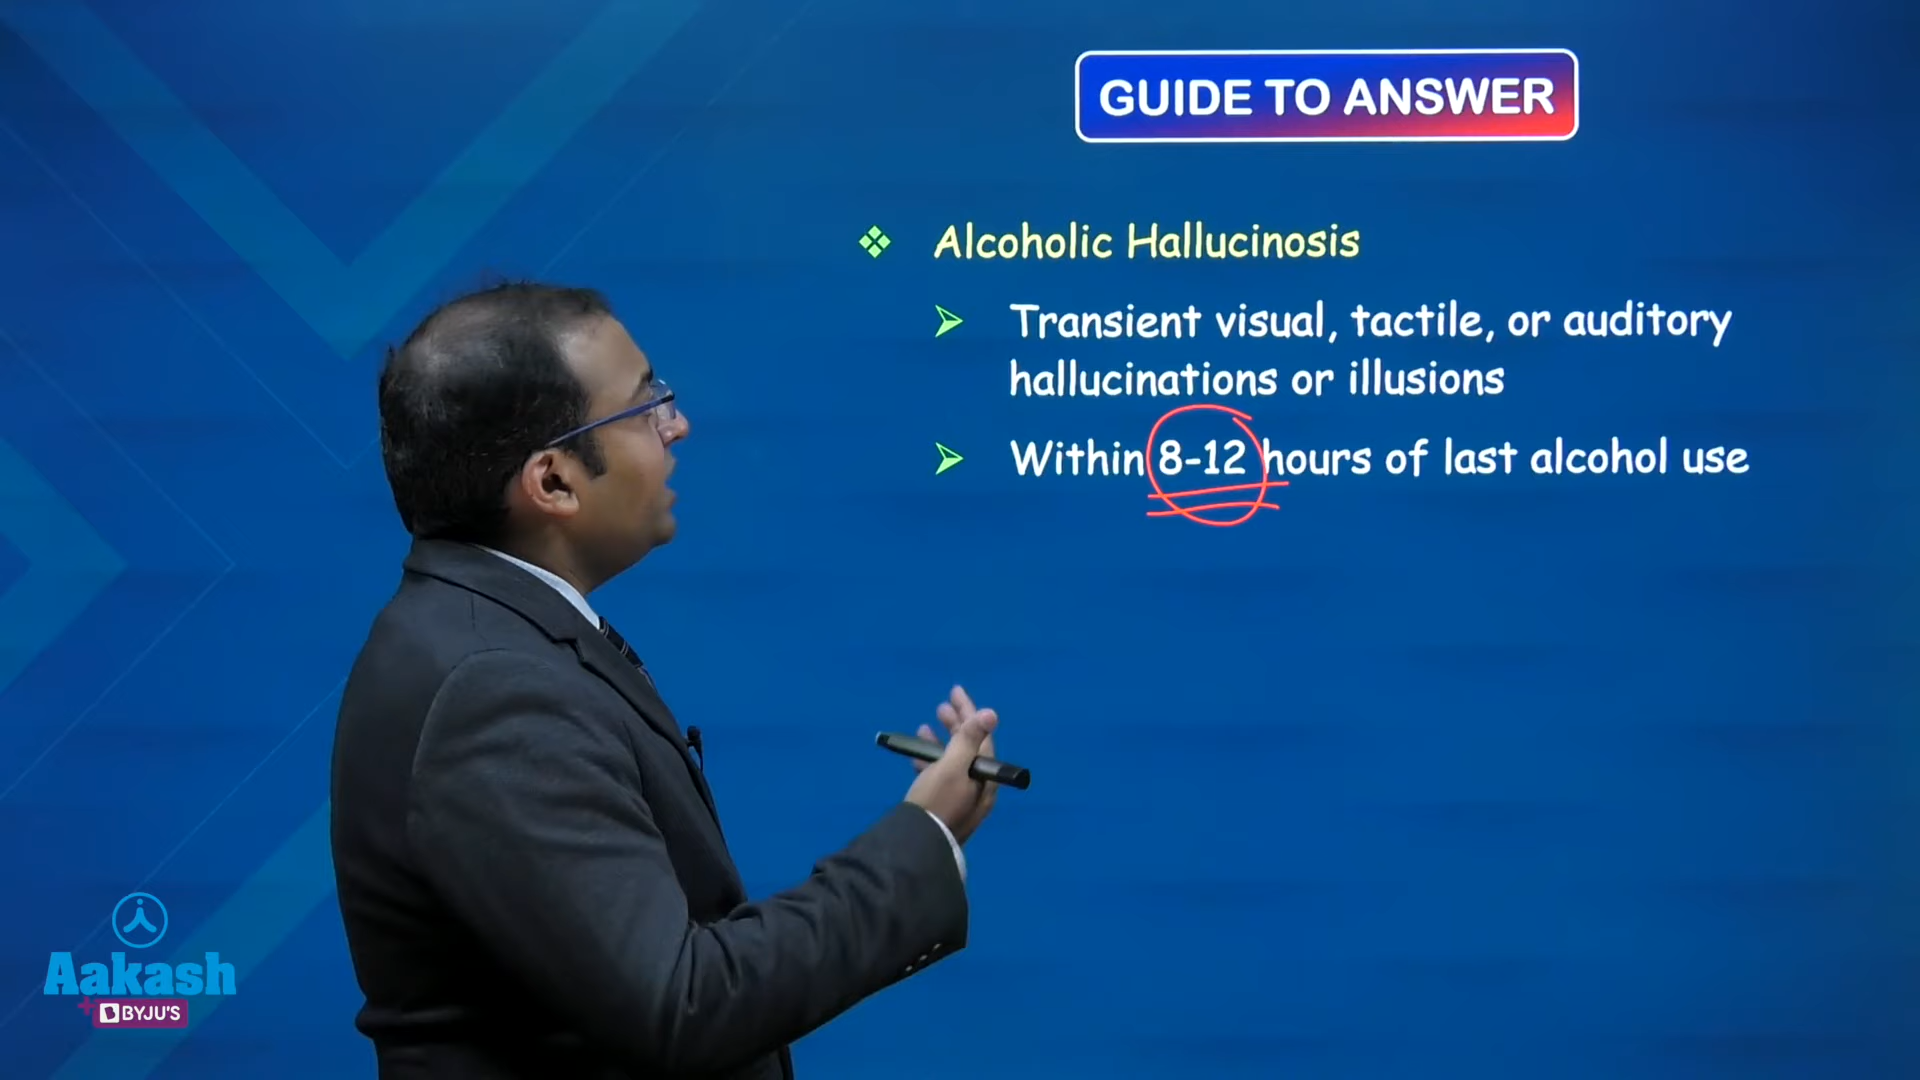 GUIDE TO ANSWER
Alcoholic Hallucinosis
Transient visual, tactile, or auditory
hallucinations or illusions
Within 8-12 hours of last alcohol use
Aakash
+ BYJU'S